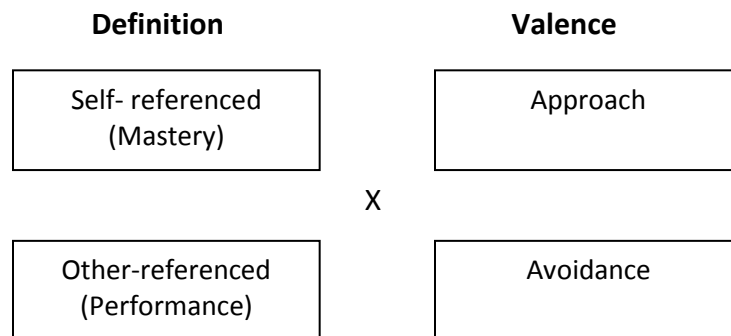 Definition
Valence
Self- referenced
(Mastery)
Approach
X
Other-referenced
(Performance)
Avoidance